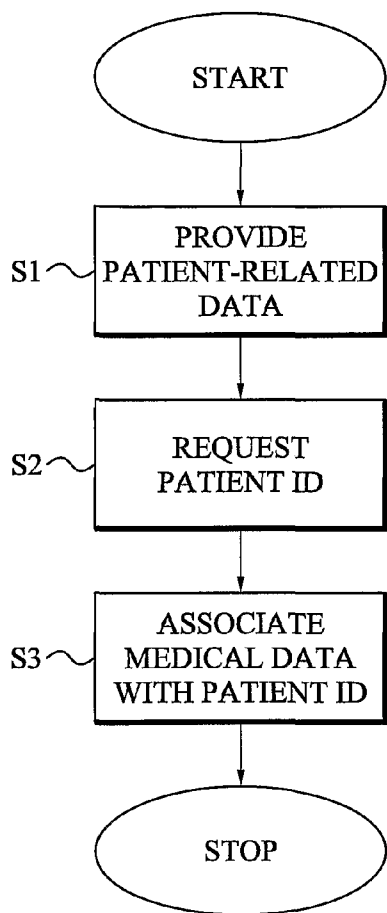 START
S1
PROVIDE
PATIENT-RELATED
DATA
S2
REQUEST
PATIENT ID
S3
ASSOCIATE
MEDICAL DATA
WITH PATIENT ID
STOP